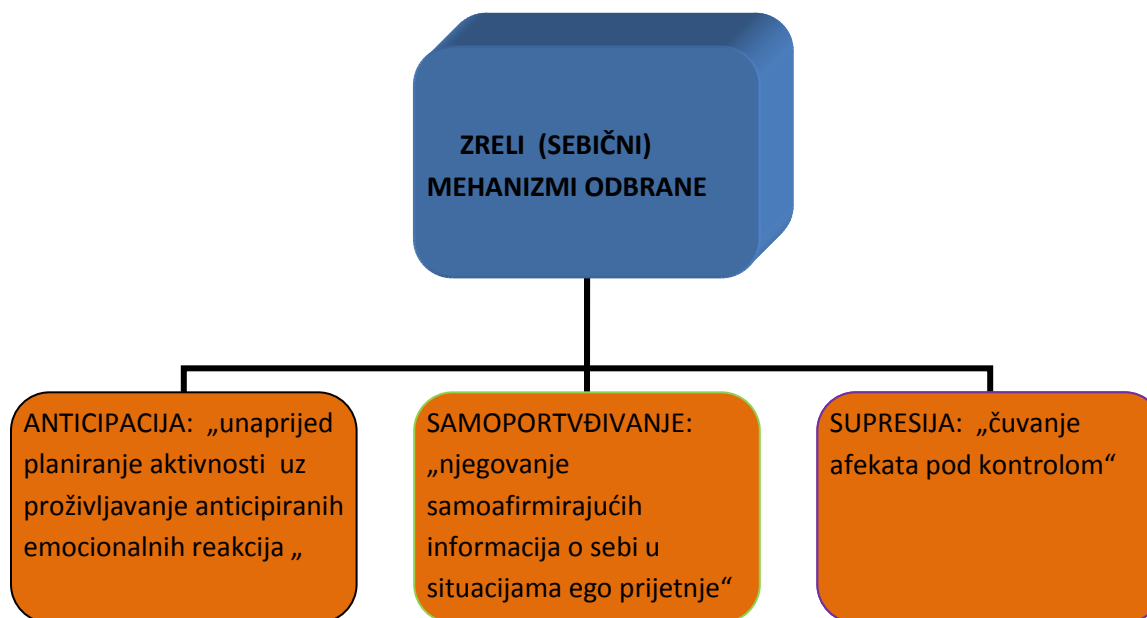 ZRELI (SEBIČNI)
MEHANIZMI ODBRANE
ANTICIPACIJA: „unaprijed
planiranje aktivnosti uz
proživljavanje anticipiranih
emocionalnih reakcija „
SAMOPORTVĐIVANJE:
„njegovanje
samoafirmirajućih
informacija o sebi u
situacijama ego prijetnje“
SUPRESIJA: „čuvanje
afekata pod kontrolom“